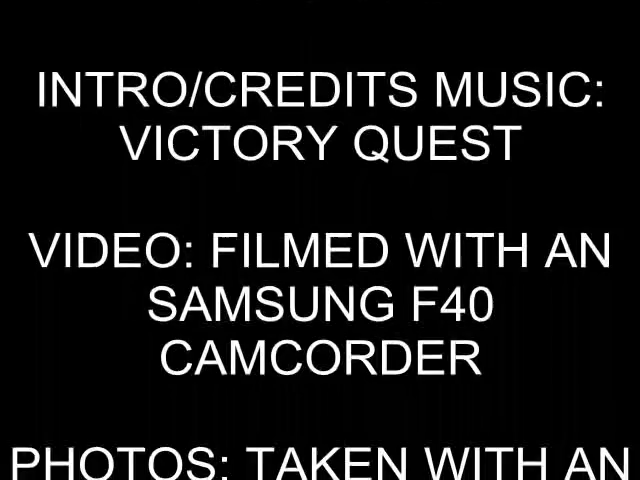 INTRO/CREDITS MUSIC:
VICTORY QUEST
VIDEO: FILMED WITH AN
SAMSUNG F40
CAMCORDER
PHOTOS: TAKEN WITH AN